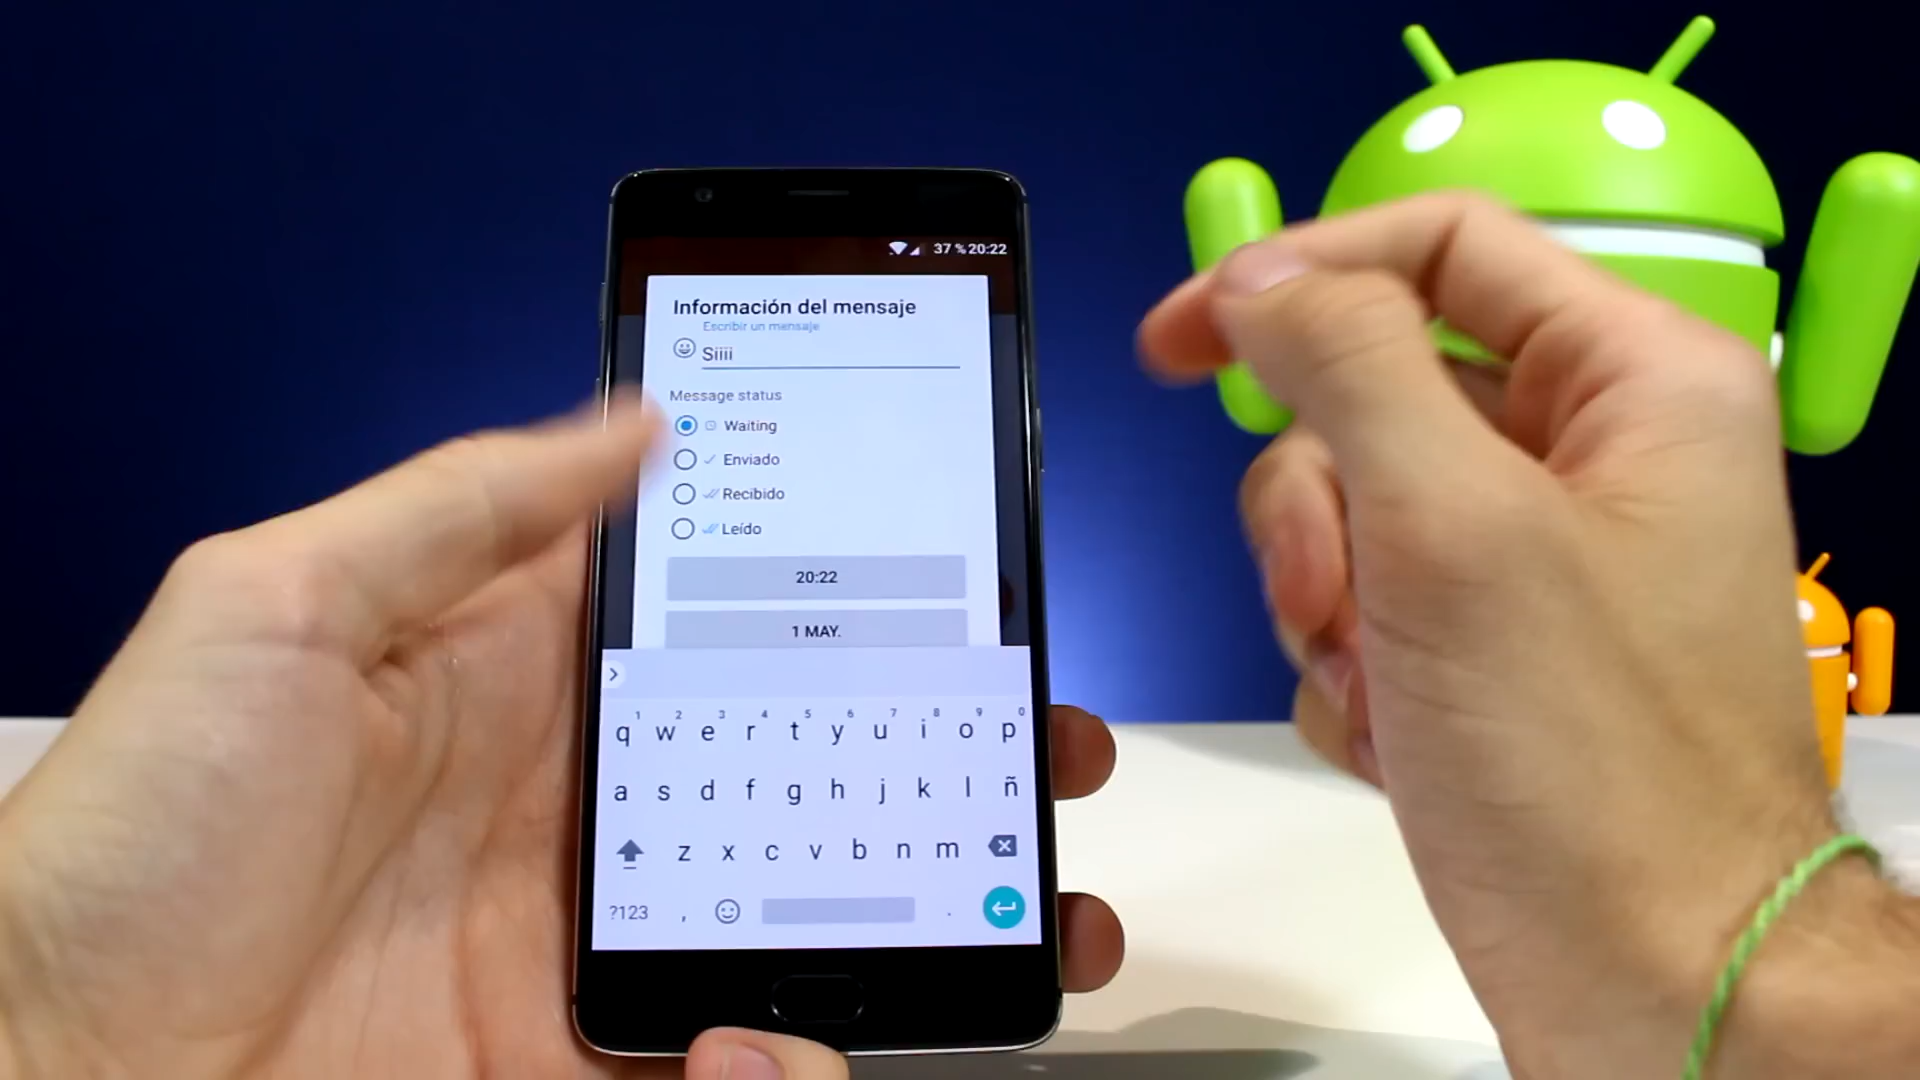 37 % 20:22
Información del mensaje
Escribir un mensaje
Siiii
Message status
Waiting
Enviado
Recibido
Leído
20:22
1 MAY.
1 2 3 4 5 6 7 8 9 0
q w e r t y u i o p
a s d f g h j k l ñ
z x c v b n m
?123 , .